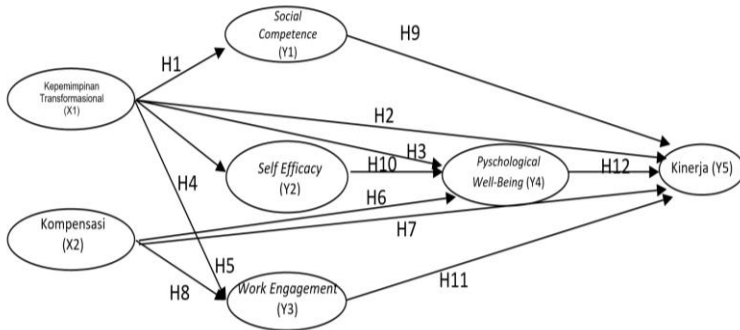 Social
Competence
(Y1)
H9
H1
Kepemimpinan
Transformasional
(X1)
H2
H3
H10
Self Efficacy
(Y2)
Pyschological
Well-Being (Y4)
H12
Kinerja (Y5)
H4
H6
Kompensasi
(X2)
H7
H5
H8
Work Engagement
(Y3)
H11